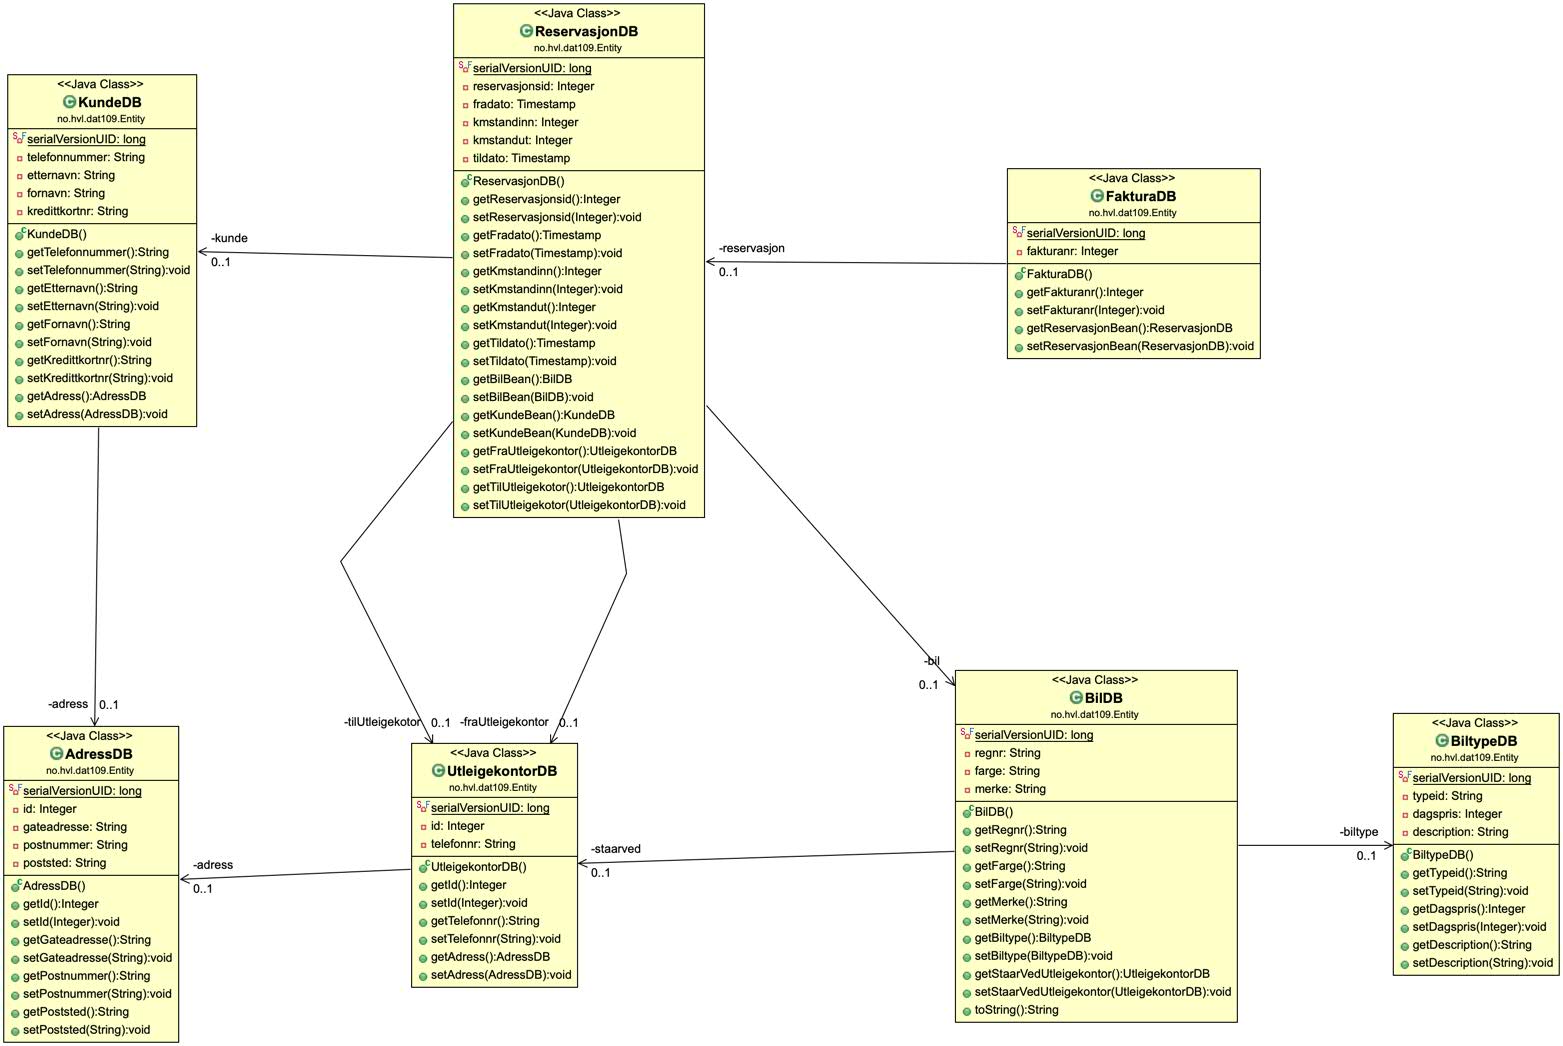 <<Java Class>>
KundeDB
no.hvl.dat109.Entity
serialVersionUID: long
telefonnummer: String
etternavn: String
fornavn: String
kredittkortnr: String
KundeDB()
getTelefonnummer():String
setTelefonnummer(String):void
getEtternavn():String
setEtternavn(String):void
getFornavn():String
setFornavn(String):void
getKredittkortnr():String
setKredittkortnr(String):void
getAdress():AdressDB
setAdress(AdressDB):void
<<Java Class>>
ReservasjonDB
no.hvl.dat109.Entity
serialVersionUID: long
reservasjonsid: Integer
fradato: Timestamp
kmstandinn: Integer
kmstandut: Integer
tildato: Timestamp
ReservasjonDB()
getReservasjonsid():Integer
setReservasjonsid(Integer):void
getFradato():Timestamp
setFradato(Timestamp):void
getKmstandinn():Integer
setKmstandinn(Integer):void
getKmstandut():Integer
setKmstandut(Integer):void
getTildato():Timestamp
setTildato(Timestamp):void
getBilBean():BilDB
setBilBean(BilDB):void
getKundeBean():KundeDB
setKundeBean(KundeDB):void
getFraUtleigekontor():UtleigekontorDB
setFraUtleigekontor(UtleigekontorDB):void
getTilUtleigekotor():UtleigekontorDB
setTilUtleigekotor(UtleigekontorDB):void
<<Java Class>>
FakturaDB
no.hvl.dat109.Entity
serialVersionUID: long
fakturanr: Integer
FakturaDB()
getFakturanr():Integer
setFakturanr(Integer):void
getReservasjonBean():ReservasjonDB
setReservasjonBean(ReservasjonDB):void
-kunde
0..1
-reservasjon
0..1
-adress 0..1
-tilUtleigekotor 0..1
-fraUtleigekontor 0..1
-bil
0..1
<<Java Class>>
AdressDB
no.hvl.dat109.Entity
serialVersionUID: long
id: Integer
gateadresse: String
postnummer: String
poststed: String
AdressDB()
getId():Integer
setId(Integer):void
getGateadresse():String
setGateadresse(String):void
getPostnummer():String
setPostnummer(String):void
getPoststed():String
setPoststed(String):void
-adress
0..1
<<Java Class>>
UtleigekontorDB
no.hvl.dat109.Entity
serialVersionUID: long
id: Integer
telefonnr: String
UtleigekontorDB()
getId():Integer
setId(Integer):void
getTelefonnr():String
setTelefonnr(String):void
getAdress():AdressDB
setAdress(AdressDB):void
-staarved
0..1
<<Java Class>>
BilDB
no.hvl.dat109.Entity
serialVersionUID: long
regnr: String
farge: String
merke: String
BilDB()
getRegnr():String
setRegnr(String):void
getFarge():String
setFarge(String):void
getMerke():String
setMerke(String):void
getBiltype():BiltypeDB
setBiltype(BiltypeDB):void
getStaarVedUtleigekontor():UtleigekontorDB
setStaarVedUtleigekontor(UtleigekontorDB):void
toString():String
-biltype
0..1
<<Java Class>>
BiltypeDB
no.hvl.dat109.Entity
serialVersionUID: long
typeid: String
dagspris: Integer
description: String
BiltypeDB()
getTypeid():String
setTypeid(String):void
getDagspris():Integer
setDagspris(Integer):void
getDescription():String
setDescription(String):void